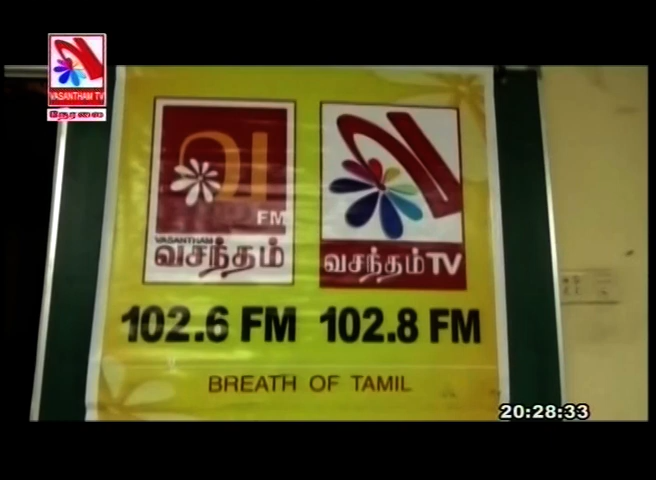 VASANTHAM TV
நேரலை
FM
VASANTHAM
வசந்தம்
வசந்தம் TV
102.6 FM 102.8 FM
BREATH OF TAMIL
20:28:33